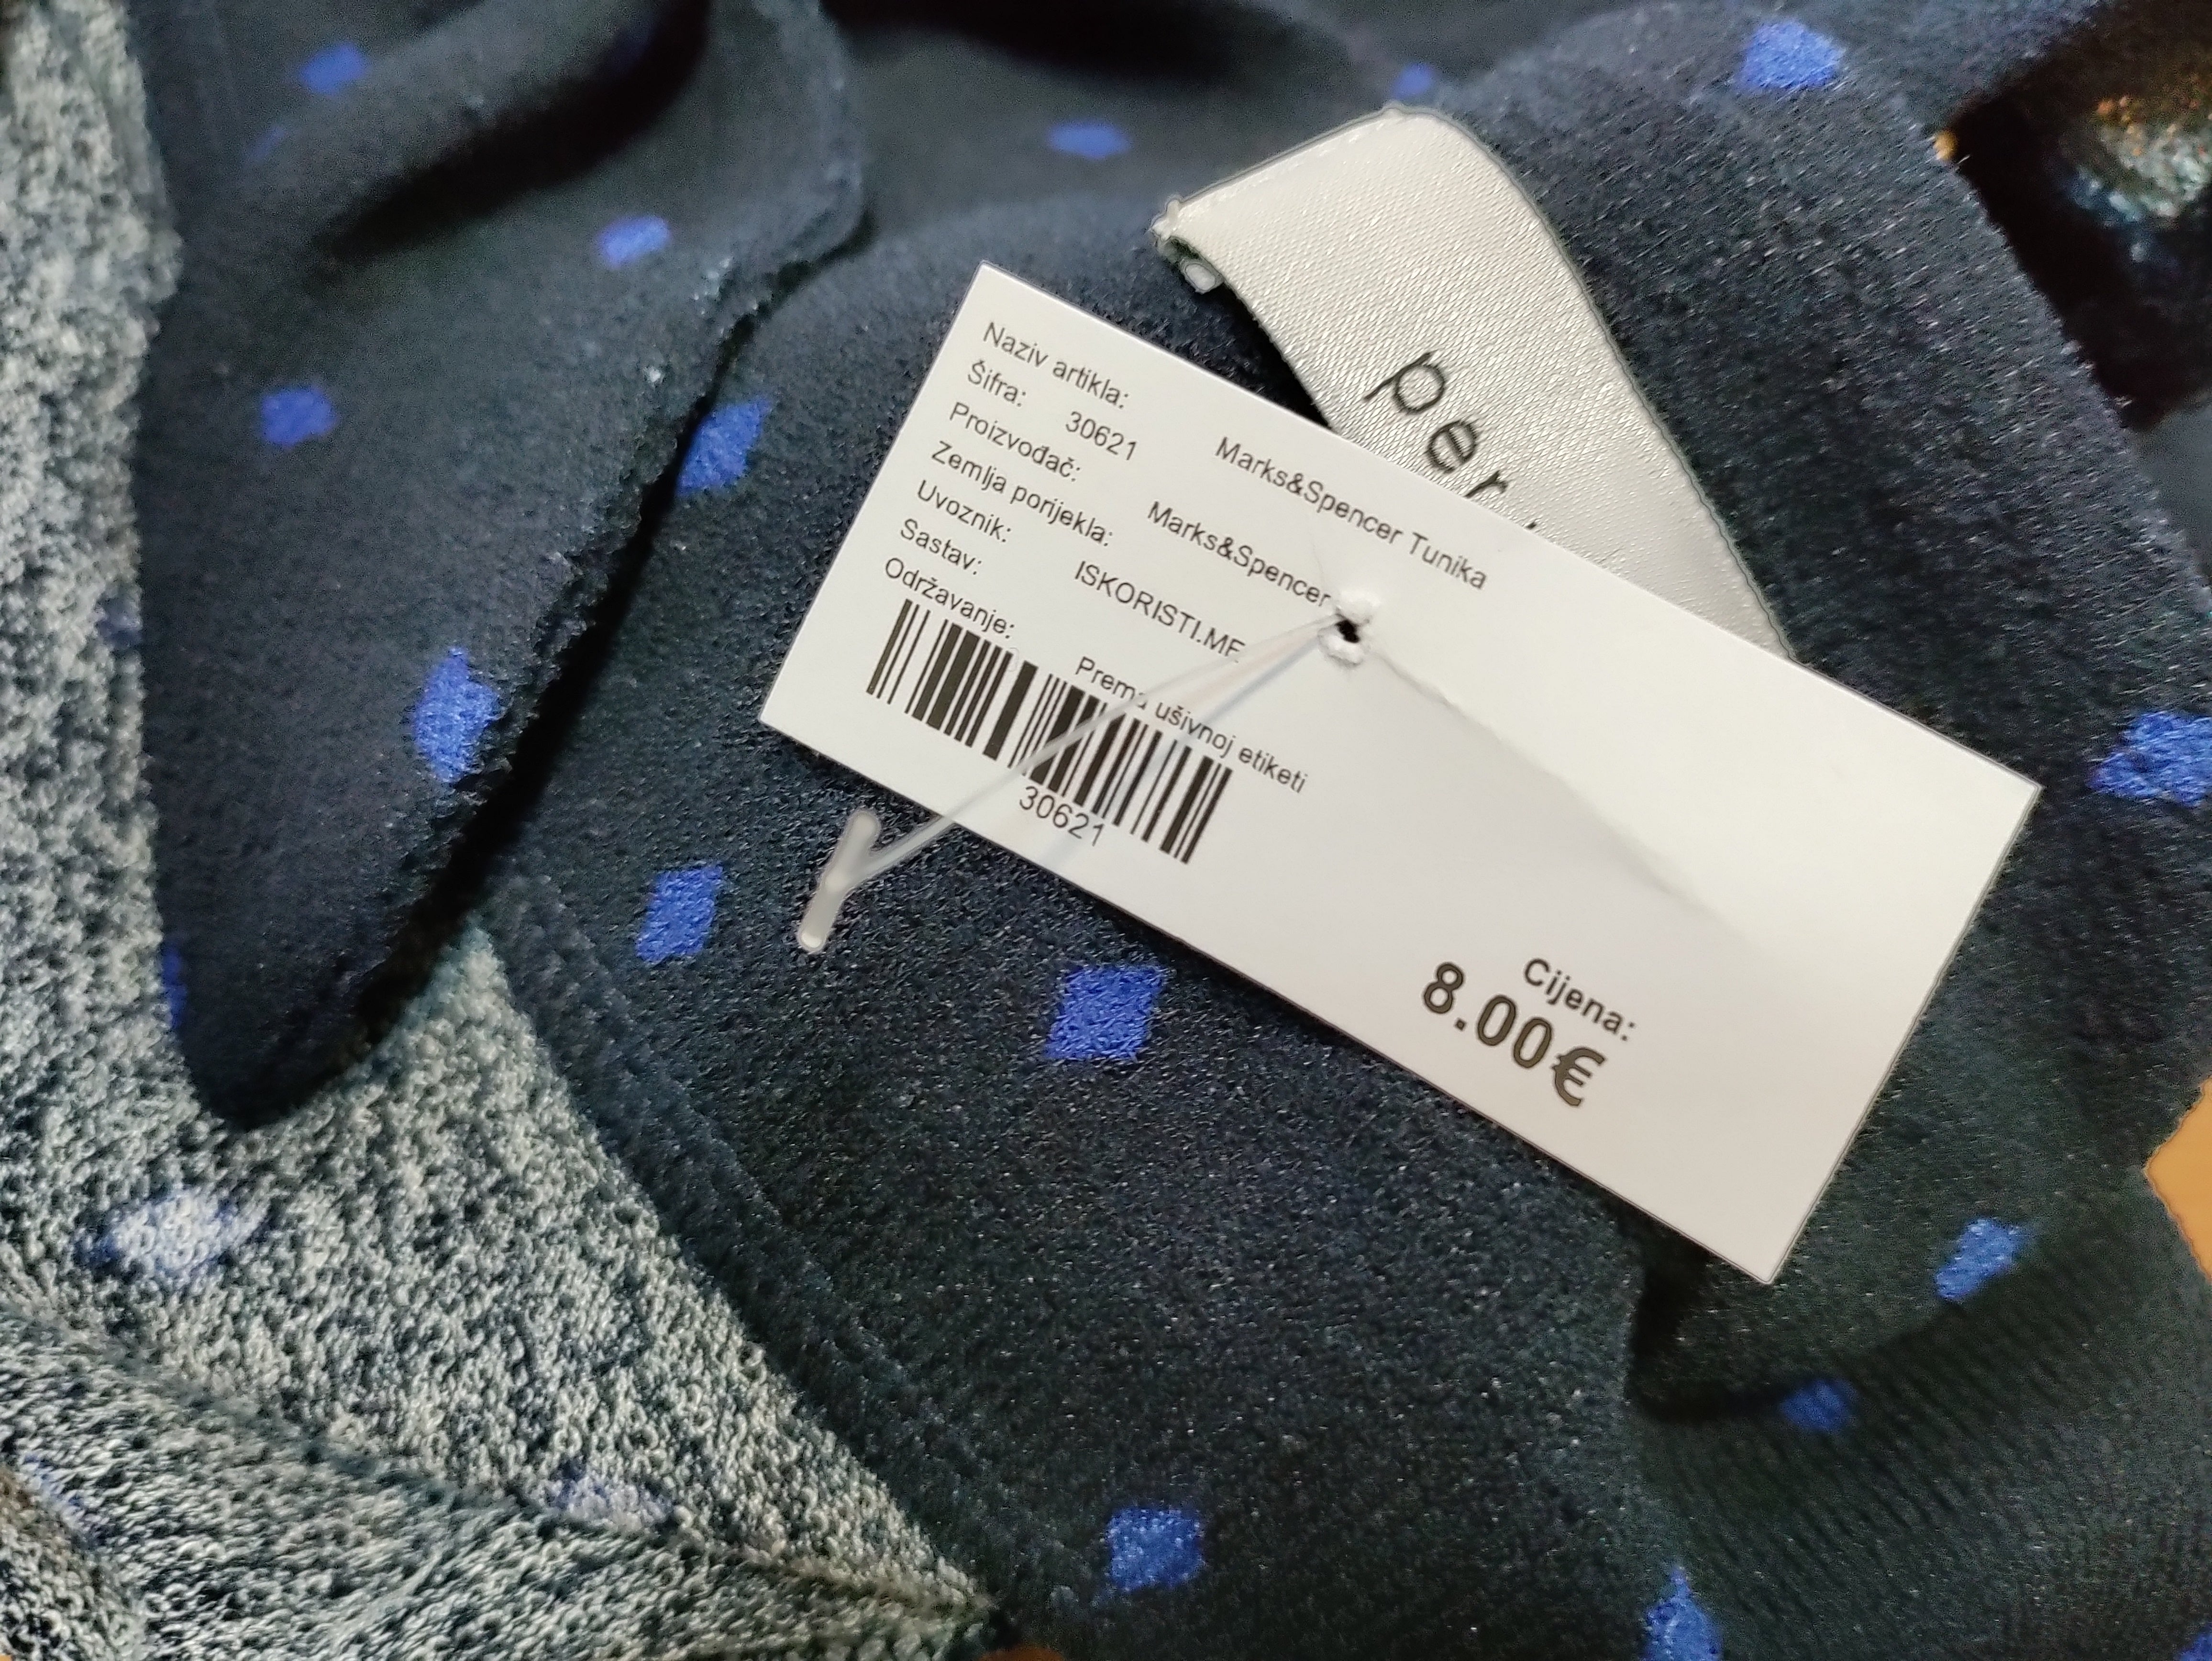 per
Naziv artikla: Marks&Spencer Tunika
Šifra: 30621
Proizvođač: Marks&Spencer
Zemlja porijekla:
Uvoznik: ISKORISTI.ME
Sastav:
Održavanje: Prema ušivnoj etiketi
30621
Cijena:
8.00€